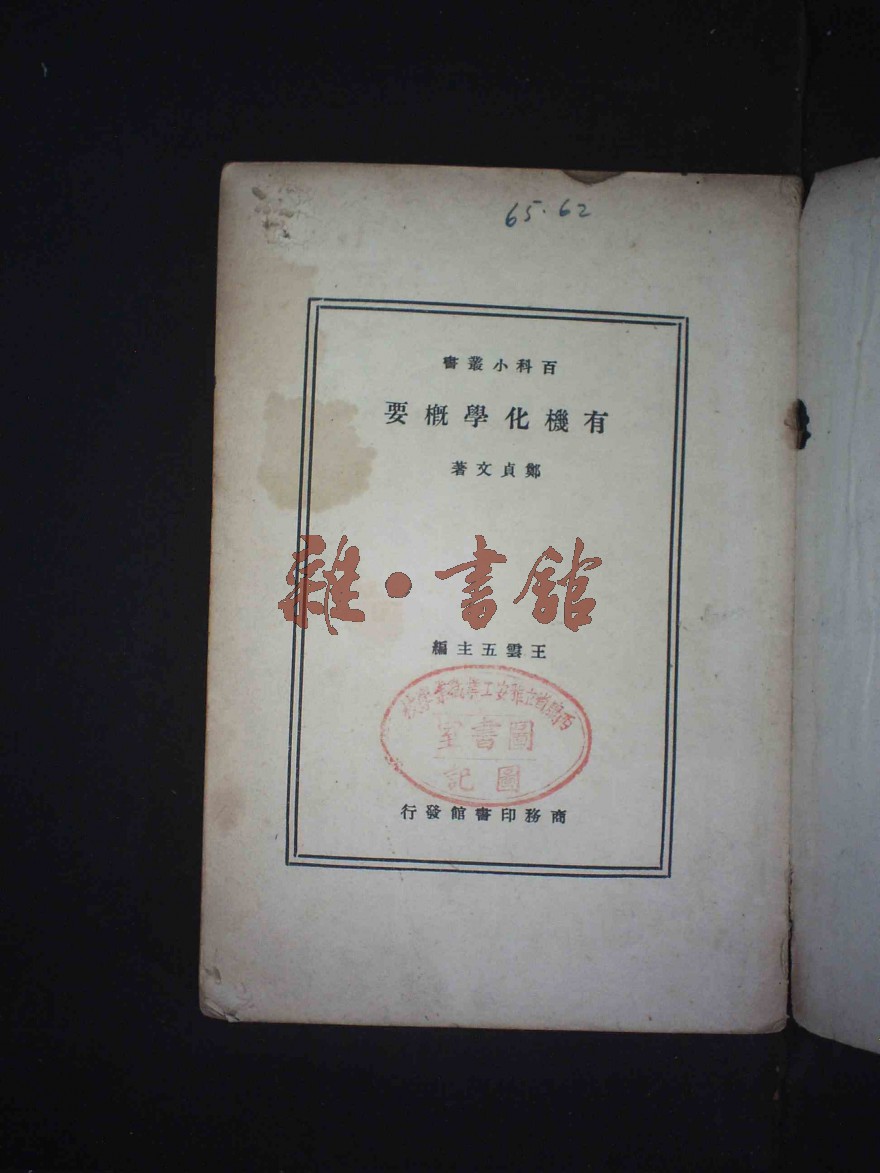 65.62
百科小叢書
有機化學概要
鄭貞文著
雜·書館
王雲五主編
圖書室
圖記
商務印書館發行